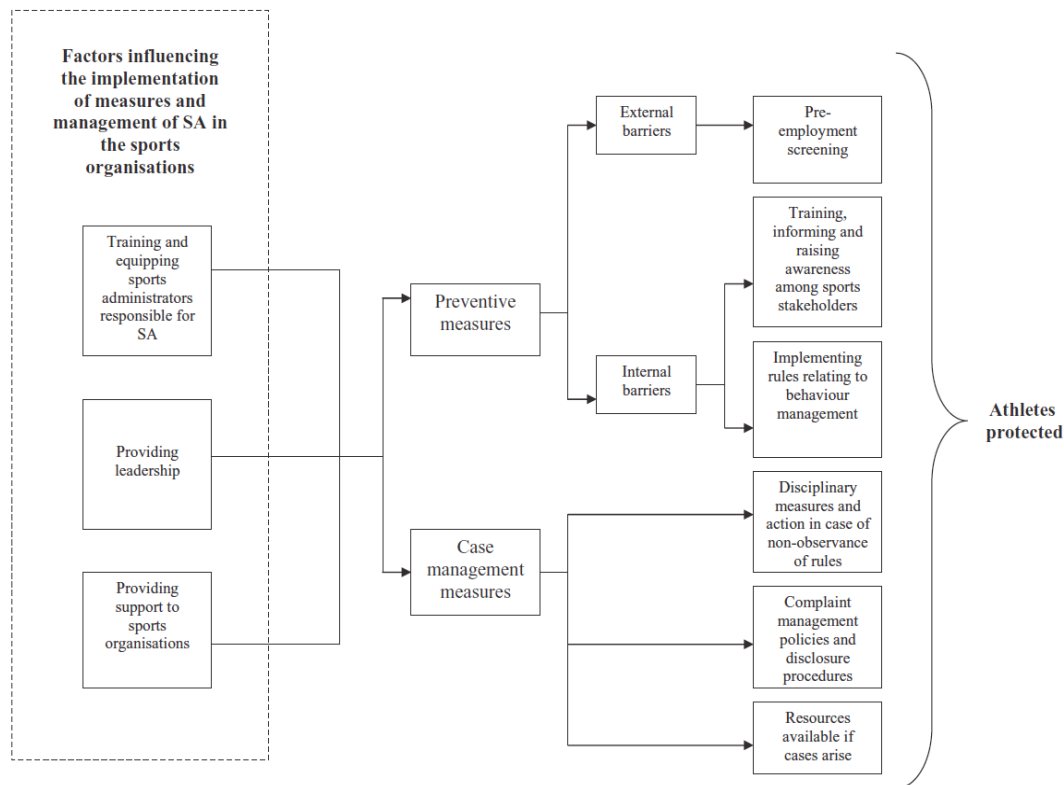 Factors influencing
the implementation
of measures and
management of SA in
the sports
organisations
Training and
equipping
sports
administrators
responsible for
SA
Providing
leadership
Providing
support to
sports
organisations
Preventive
measures
Case
management
measures
External
barriers
Internal
barriers
Pre-
employment
screening
Training,
informing and
raising
awareness
among sports
stakeholders
Implementing
rules relating to
behaviour
management
Disciplinary
measures and
action in case of
non-observance
of rules
Complaint
management
policies and
disclosure
procedures
Resources
available if
cases arise
Athletes
protected